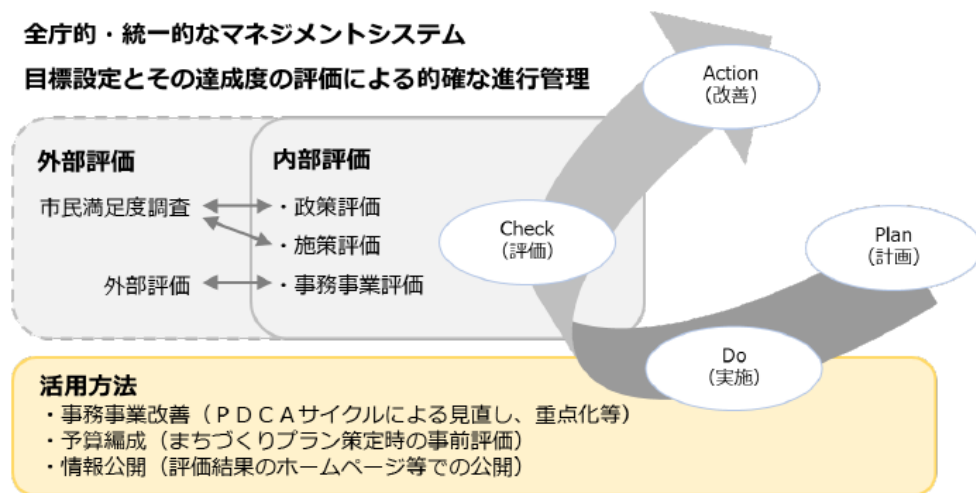 全庁的・統一的なマネジメントシステム
目標設定とその達成度の評価による的確な進行管理
外部評価
市民満足度調査
外部評価
内部評価
・政策評価
・施策評価
・事務事業評価
Action
（改善）
Check
（評価）
Plan
（計画）
Do
（実施）
活用方法
・事務事業改善（ＰＤＣＡサイクルによる見直し、重点化等）
・予算編成（まちづくりプラン策定時の事前評価）
・情報公開（評価結果のホームページ等での公開）